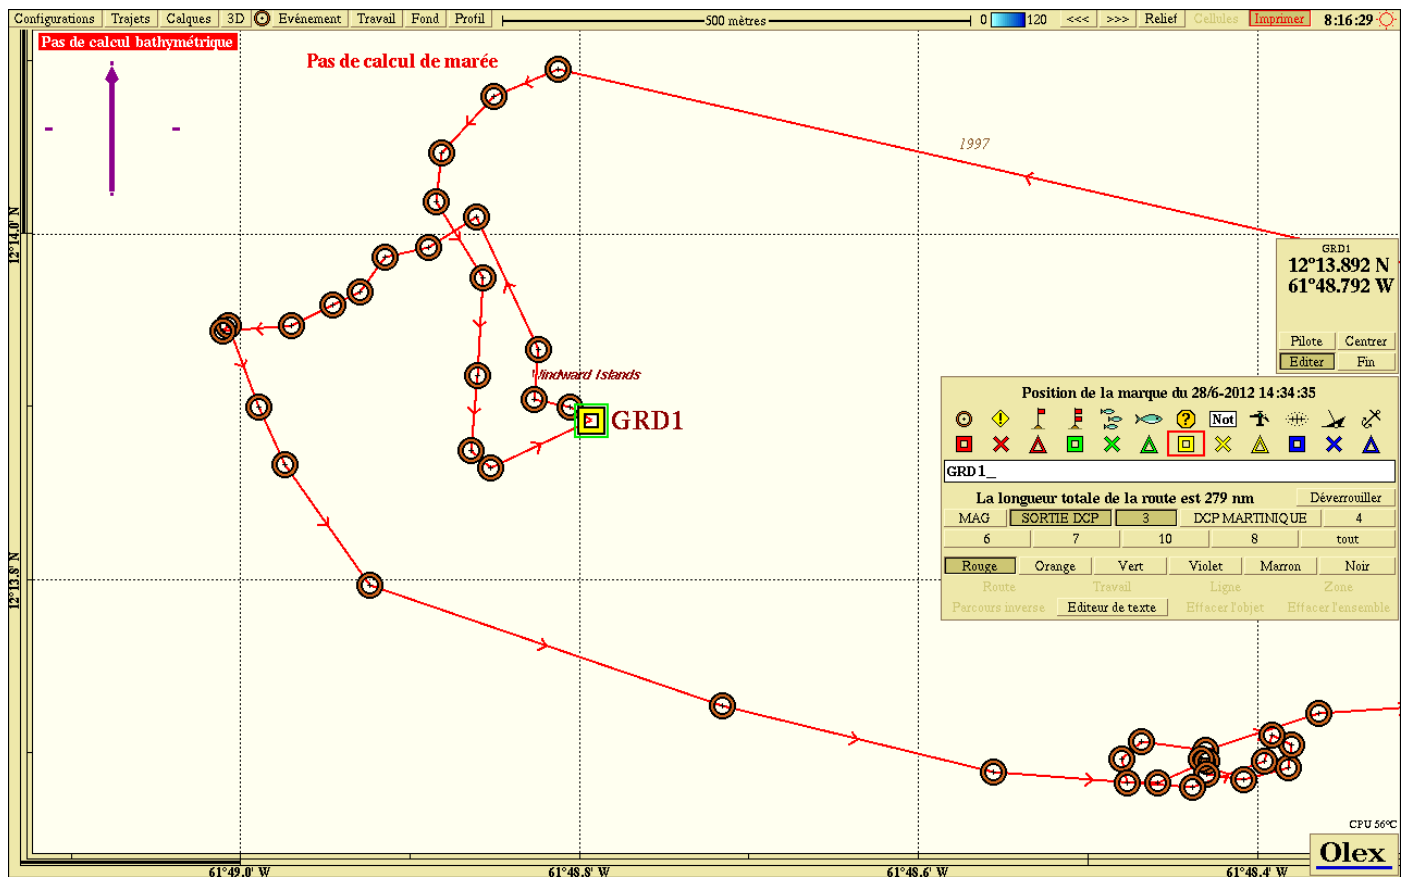 Configurations Trajets Calques 3D Evénement Travail Fond Profil 500 mètres 0 120 <<< >>> Relief Cellules Imprimer 8:16:29
Pas de calcul bathymétrique
Pas de calcul de marée
1997
12°14.0' N
GRD1
12°13.892 N
61°48.792 W
Pilote Centrer
Editer Fin
Windward Islands
GRD1
Position de la marque du 28/6-2012 14:34:35
Not
GRD1_
La longueur totale de la route est 279 nm Déverrouiller
MAG SORTIE DCP 3 DCP MARTINIQUE 4
6 7 10 8 tout
Rouge Orange Vert Violet Marron Noir
Route Travail Ligne Zone
Parcours inverse Editeur de texte Effacer l'objet Effacer l'ensemble
12°13.8' N
CPU 56°C
Olex
61°49.0' W 61°48.8' W 61°48.6' W 61°48.4' W